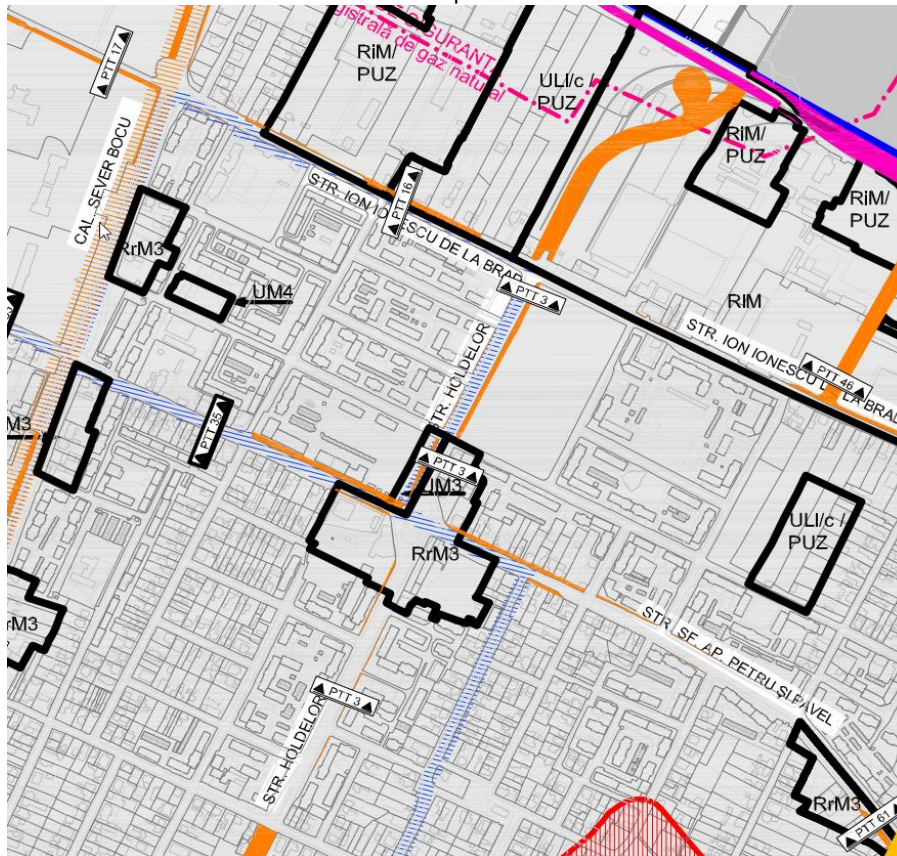 PTT 17
DE SIGURANTA
gistrala de gaz natural
RiM/
PUZ
ULI/c /
PUZ
RiM/
PUZ
RiM/
PUZ
CAL. SEVER BOCU
PTT 16
STR. ION IONESCU DE LA BRAD
RrM3
UM4
PTT 3
RIM
STR. HOLDELOR
STR. ION IONESCU DE LA BRAD
PTT 46
M3
PTT 35
PTT 3
UM3
ULI/c /
PUZ
RrM3
rM3
STR. SF. AP. PETRU ȘI PAVEL
PTT 3
STR. HOLDELOR
RrM3
PTT 61